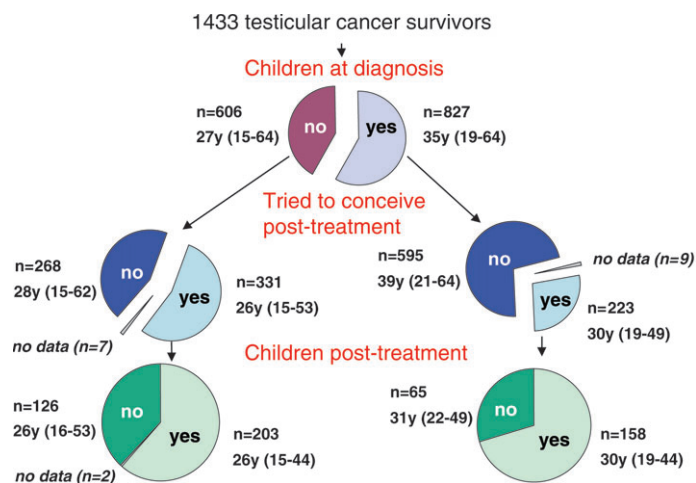 1433 testicular cancer survivors
Children at diagnosis
n=606
27y (15-64)
no
yes
n=827
35y (19-64)
Tried to conceive
post-treatment
n=268
28y (15-62)
no
yes
n=331
26y (15-53)
no data (n=7)
n=595
39y (21-64)
no
no data (n=9)
yes
n=223
30y (19-49)
Children post-treatment
n=126
26y (16-53)
no
yes
n=203
26y (15-44)
no data (n=2)
n=65
31y (22-49)
no
yes
n=158
30y (19-44)